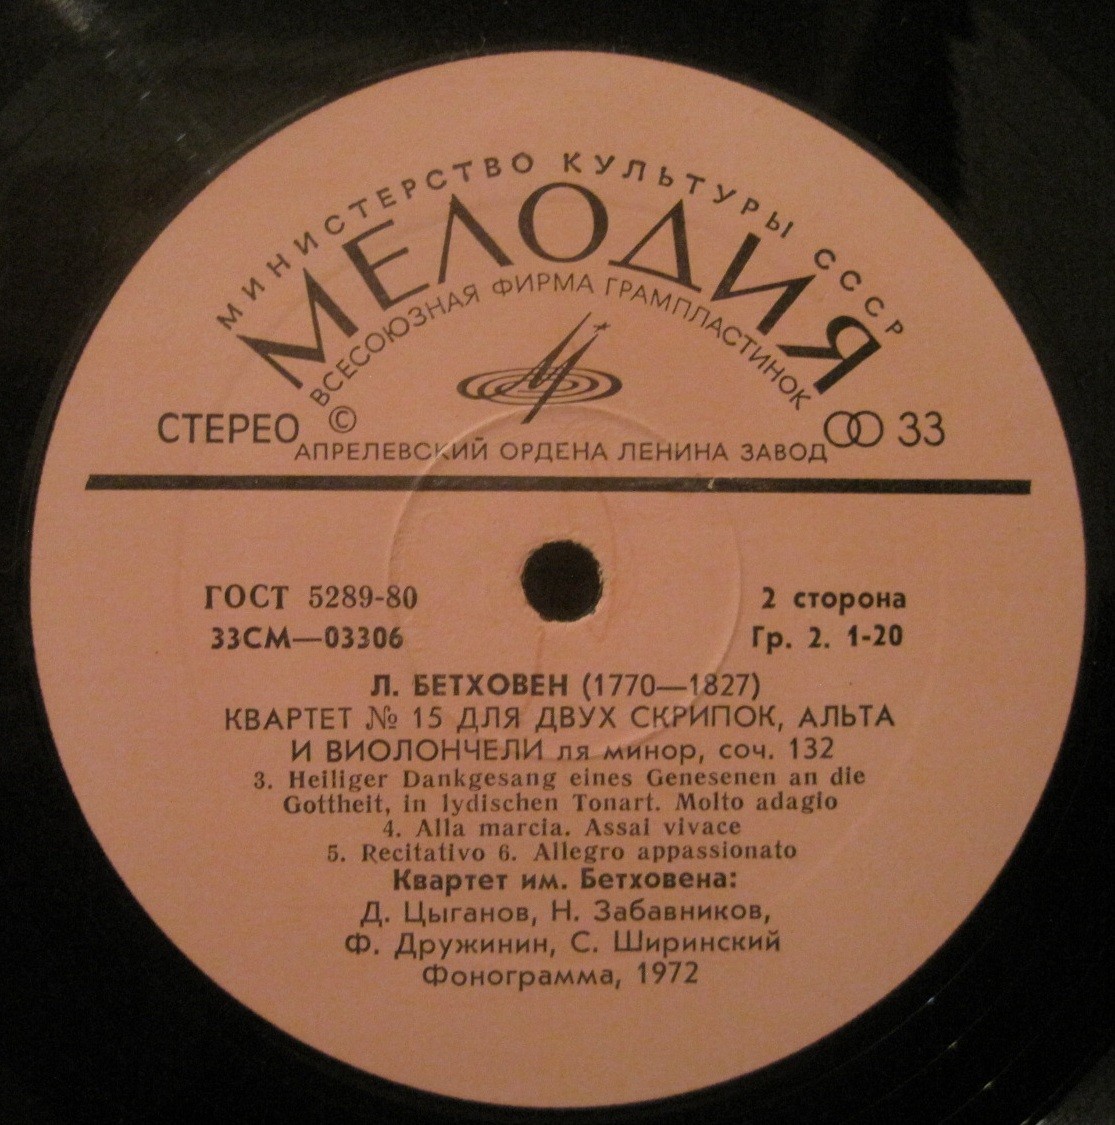 МИНИСТЕРСТВО КУЛЬТУРЫ СССР
МЕЛОДИЯ
ВСЕСОЮЗНАЯ ФИРМА ГРАМПЛАСТИНОК
СТЕРЕО © 33
АПРЕЛЕВСКИЙ ОРДЕНА ЛЕНИНА ЗАВОД
ГОСТ 5289-80 2 сторона
33СМ—03306 Гр. 2. 1-20
Л. БЕТХОВЕН (1770—1827)
КВАРТЕТ № 15 ДЛЯ ДВУХ СКРИПОК, АЛЬТА
И ВИОЛОНЧЕЛИ ля минор, соч. 132
3. Heiliger Dankgesang eines Genesenen an die
Gottheit, in lydischen Tonart. Molto adagio
4. Alla marcia. Assai vivace
5. Recitativo 6. Allegro appassionato
Квартет им. Бетховена:
Д. Цыганов, Н. Забавников,
Ф. Дружинин, С. Ширинский
Фонограмма, 1972